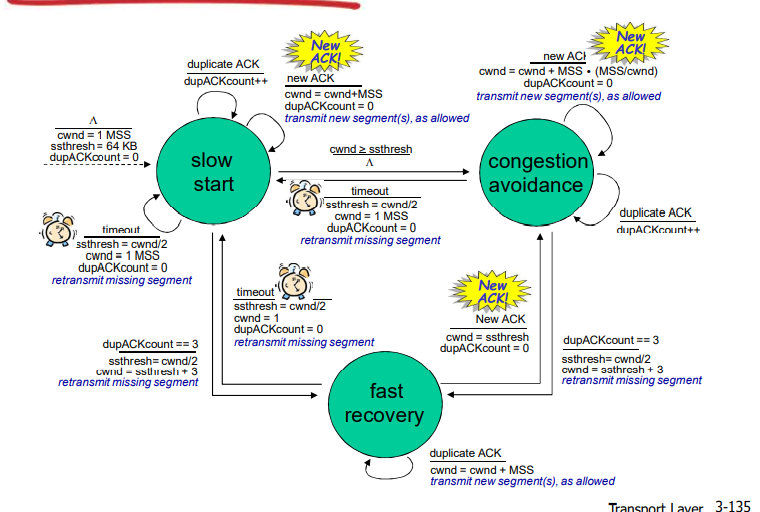 New
ACK!
duplicate ACK
dupACKcount++
new ACK
cwnd = cwnd+MSS
dupACKcount = 0
transmit new segment(s), as allowed
Λ
cwnd = 1 MSS
ssthresh = 64 KB
dupACKcount = 0
slow
start
New
ACK!
new ACK
cwnd = cwnd + MSS • (MSS/cwnd)
dupACKcount = 0
transmit new segment(s), as allowed
cwnd ≥ ssthresh
Λ
congestion
avoidance
timeout
ssthresh = cwnd/2
cwnd = 1 MSS
dupACKcount = 0
retransmit missing segment
duplicate ACK
dupACKcount++
timeout
ssthresh = cwnd/2
cwnd = 1 MSS
dupACKcount = 0
retransmit missing segment
timeout
ssthresh = cwnd/2
cwnd = 1
dupACKcount = 0
retransmit missing segment
New
ACK!
New ACK
cwnd = ssthresh
dupACKcount = 0
dupACKcount == 3
ssthresh= cwnd/2
cwnd = ssthresh + 3
retransmit missing segment
dupACKcount == 3
ssthresh= cwnd/2
cwnd = ssthresh + 3
retransmit missing segment
fast
recovery
duplicate ACK
cwnd = cwnd + MSS
transmit new segment(s), as allowed
Transport Layer 3-135